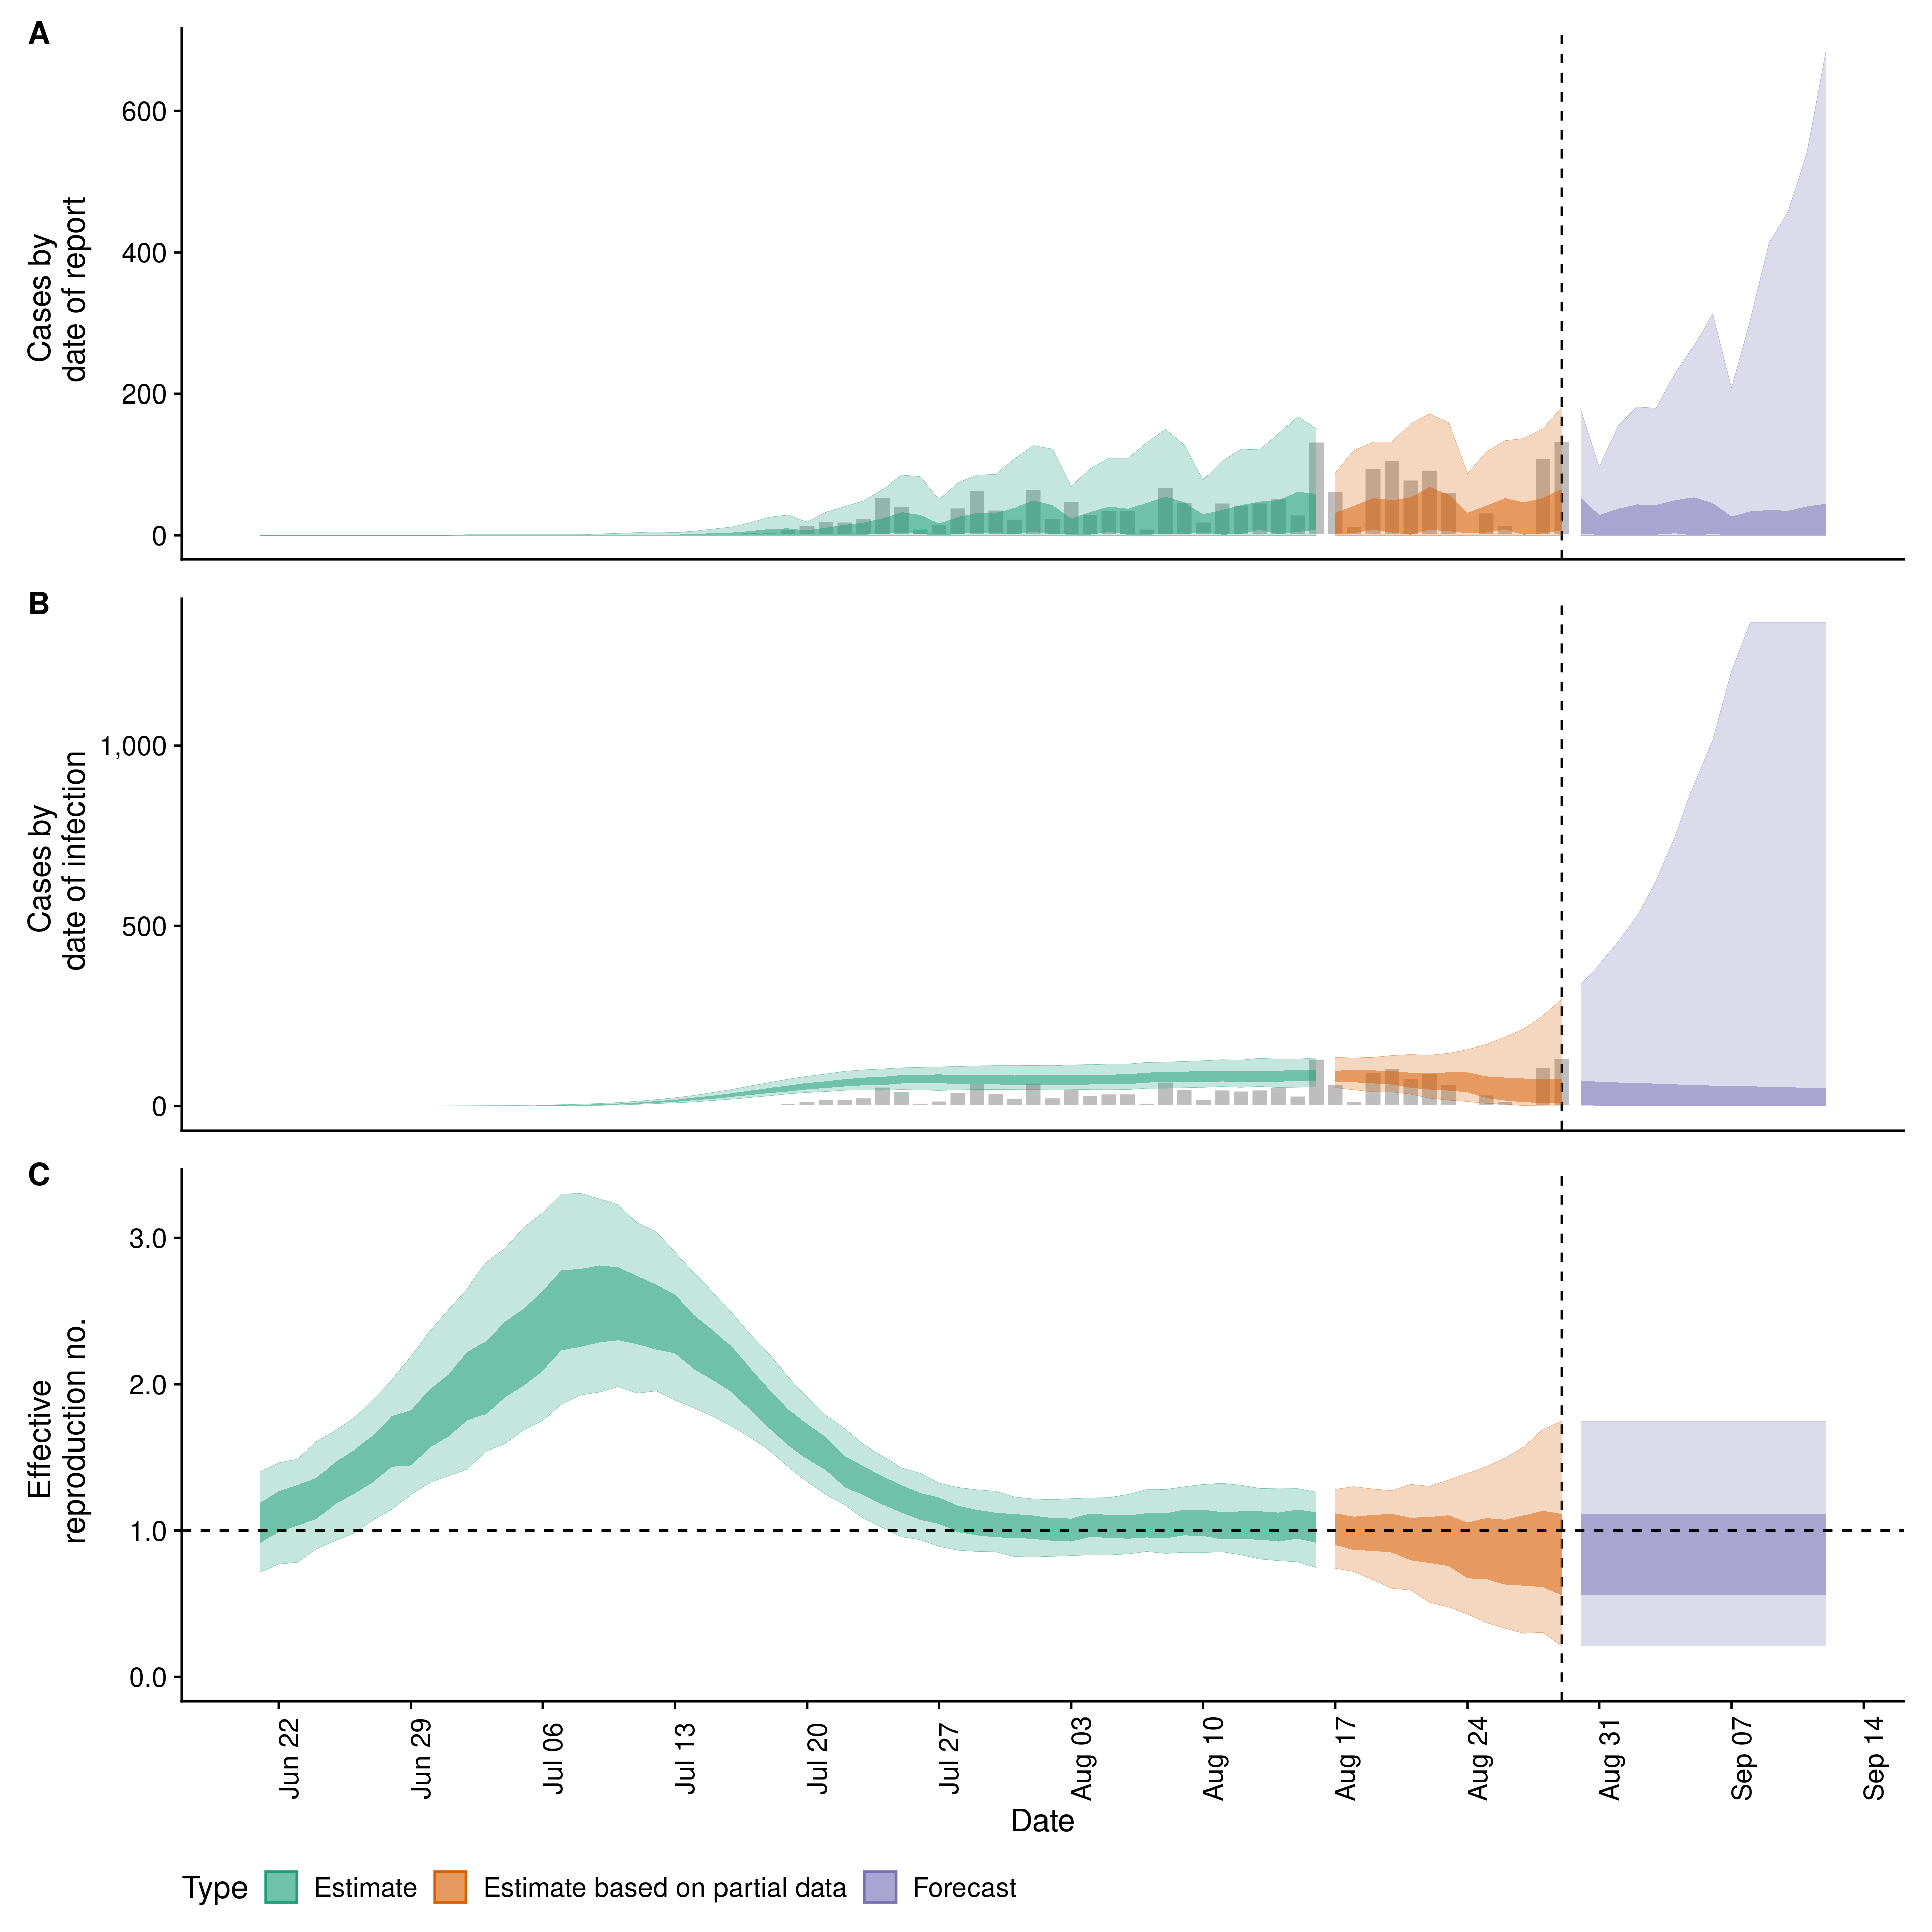 A
Cases by
date of report
600
400
200
0
B
Cases by
date of infection
1,000
500
0
C
Effective
reproduction no.
3.0
2.0
1.0
0.0
Jun 22
Jun 29
Jul 06
Jul 13
Jul 20
Jul 27
Aug 03
Aug 10
Aug 17
Aug 24
Aug 31
Sep 07
Sep 14
Date
Type
Estimate
Estimate based on partial data
Forecast